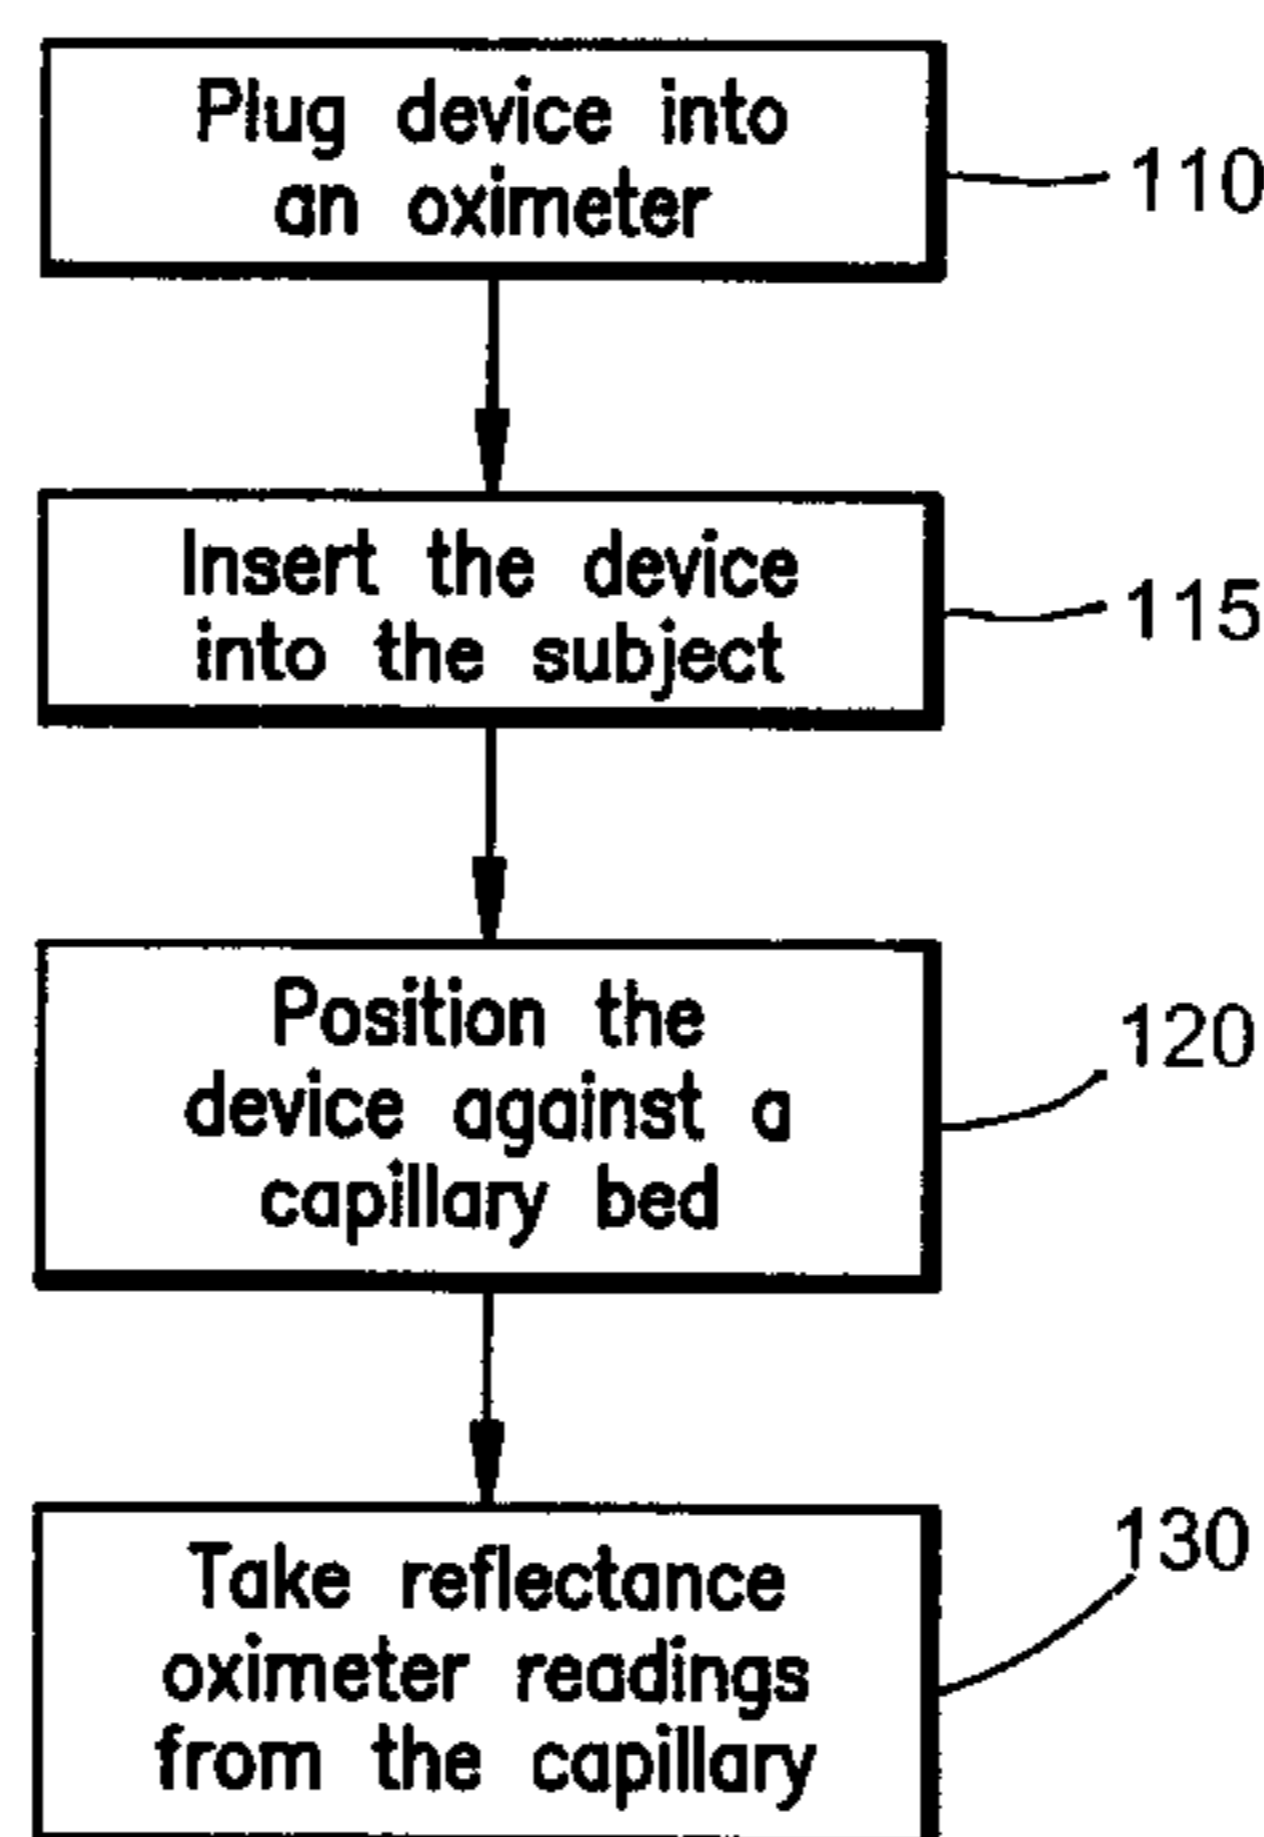 Plug device into
an oximeter
110
Insert the device
into the subject
115
Position the
device against a
capillary bed
120
Take reflectance
oximeter readings
from the capillary
130